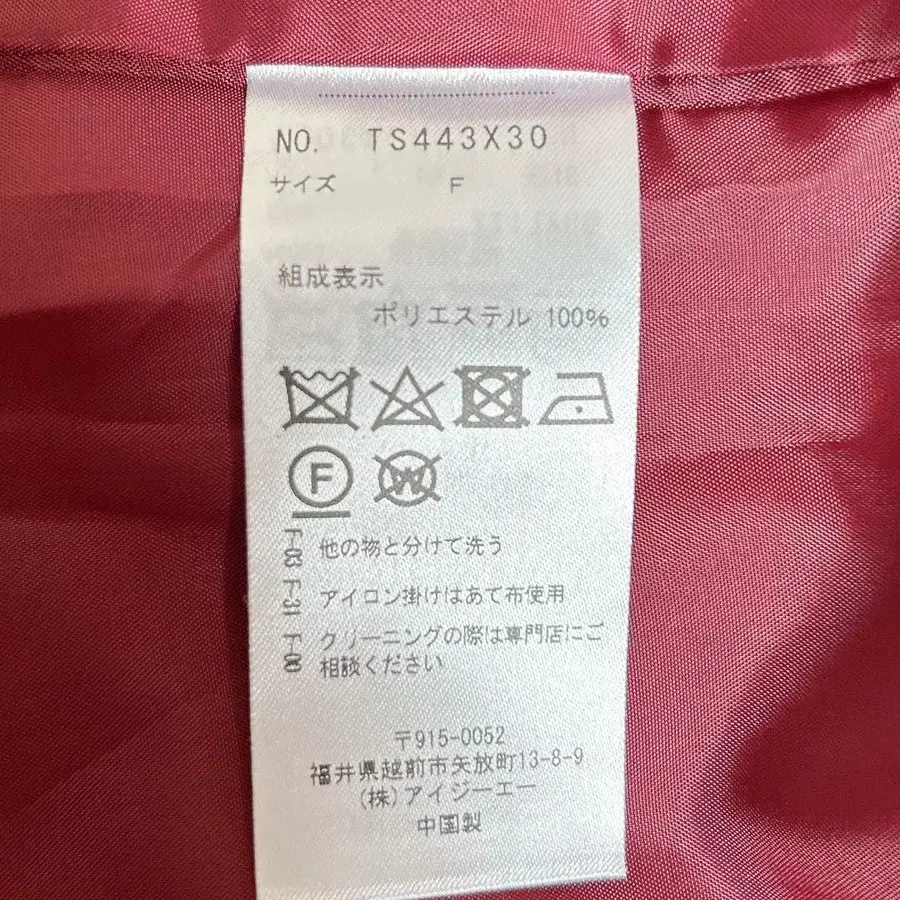 NO. TS443X30
サイズ F
組成表示
ポリエステル 100%
F
W
F-03 他の物と分けて洗う
F-31 アイロン掛けはあて布使用
F-00 クリーニングの際は専門店にご
相談ください
〒915-0052
福井県越前市矢放町13-8-9
(株)アイジーエー
中国製